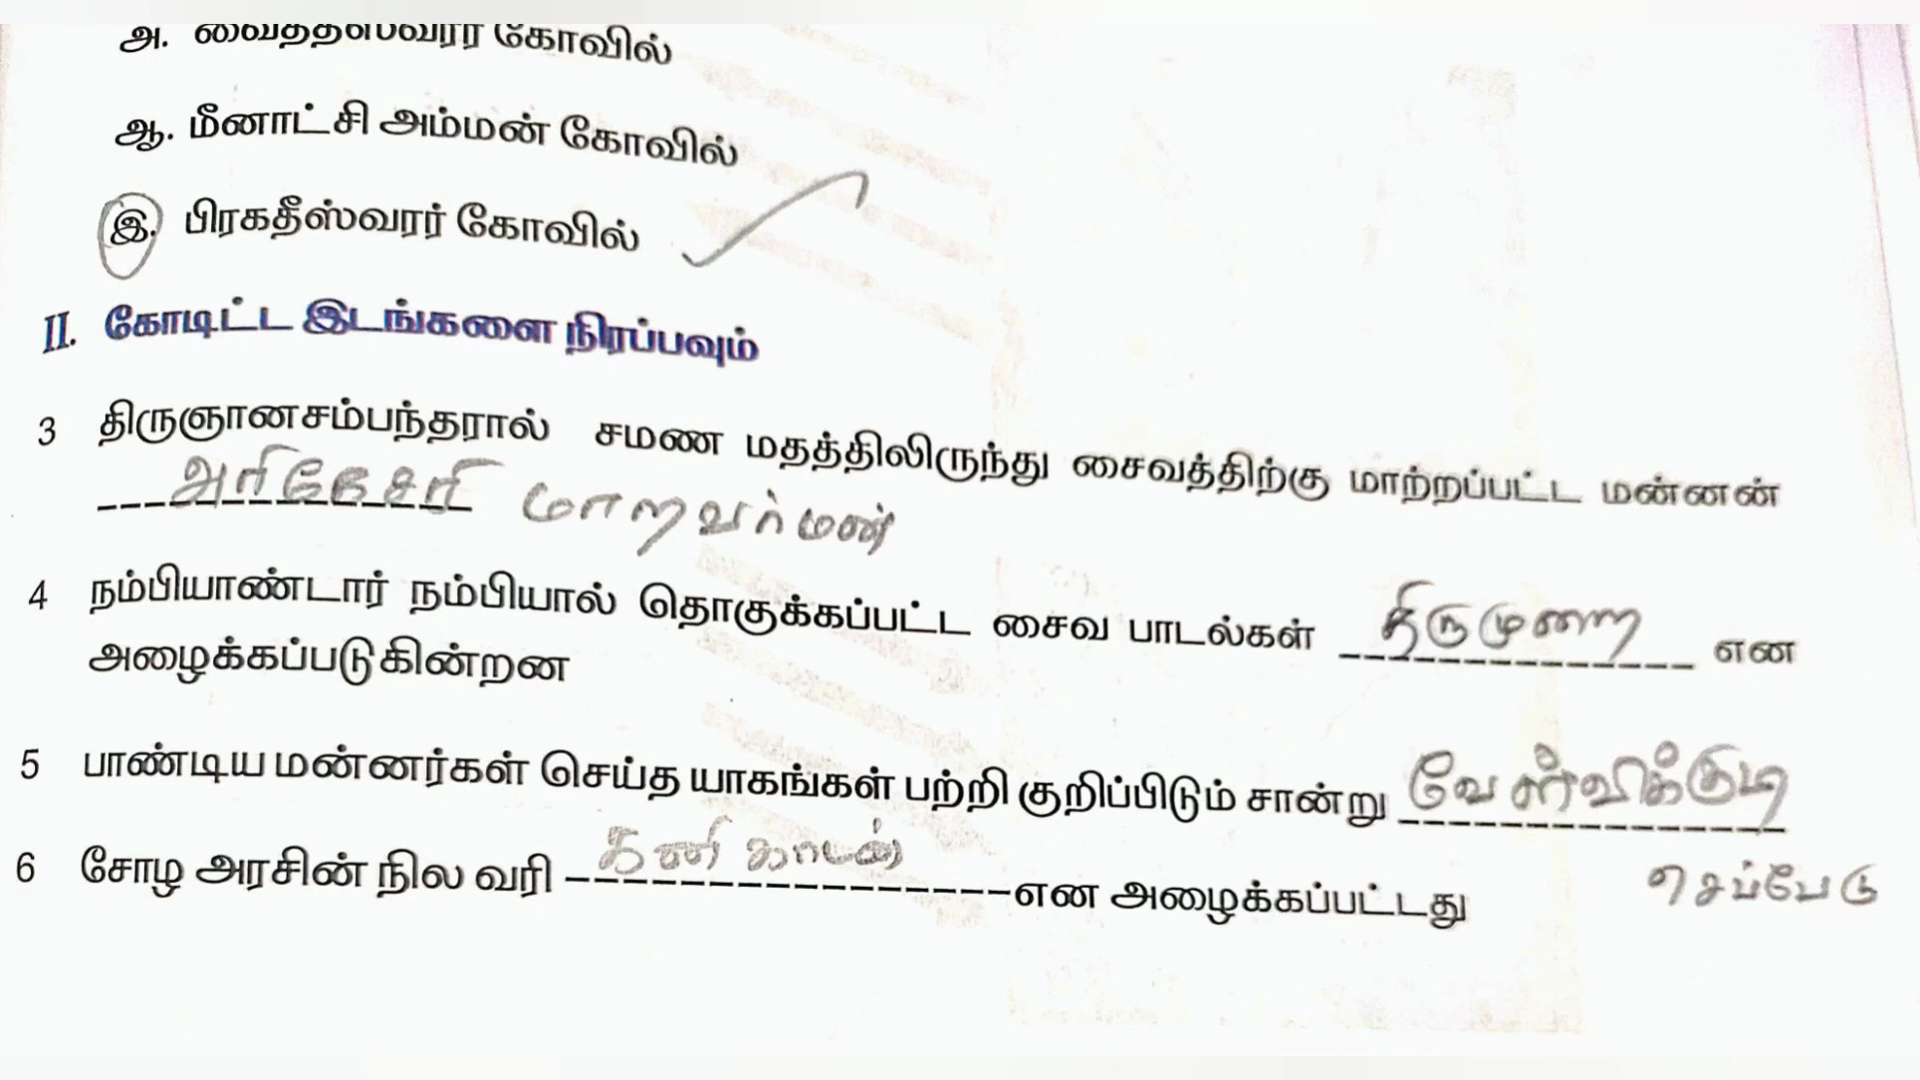 அ. வைத்தீஸ்வரர் கோவில்
ஆ. மீனாட்சி அம்மன் கோவில்
இ. பிரகதீஸ்வரர் கோவில்
II. கோடிட்ட இடங்களை நிரப்பவும்
3 திருஞானசம்பந்தரால் சமண மதத்திலிருந்து சைவத்திற்கு மாற்றப்பட்ட மன்னன்
அரிகேசரி மாறவர்மன்
4 நம்பியாண்டார் நம்பியால் தொகுக்கப்பட்ட சைவ பாடல்கள் திருமுறை என
அழைக்கப்படுகின்றன
5 பாண்டிய மன்னர்கள் செய்த யாகங்கள் பற்றி குறிப்பிடும் சான்று வேள்விக்குடி
செப்பேடு
6 சோழ அரசின் நில வரி கணிகாடன் என அழைக்கப்பட்டது